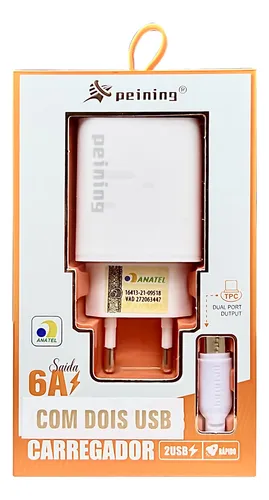 peining®
peining
ANATEL
16413-21-09518
VAD 272063447
TPC
DUAL PORT
DUTPUT
ANATEL
Saída
6A
COM DOIS USB
CARREGADOR
2USB
RÁPIDO